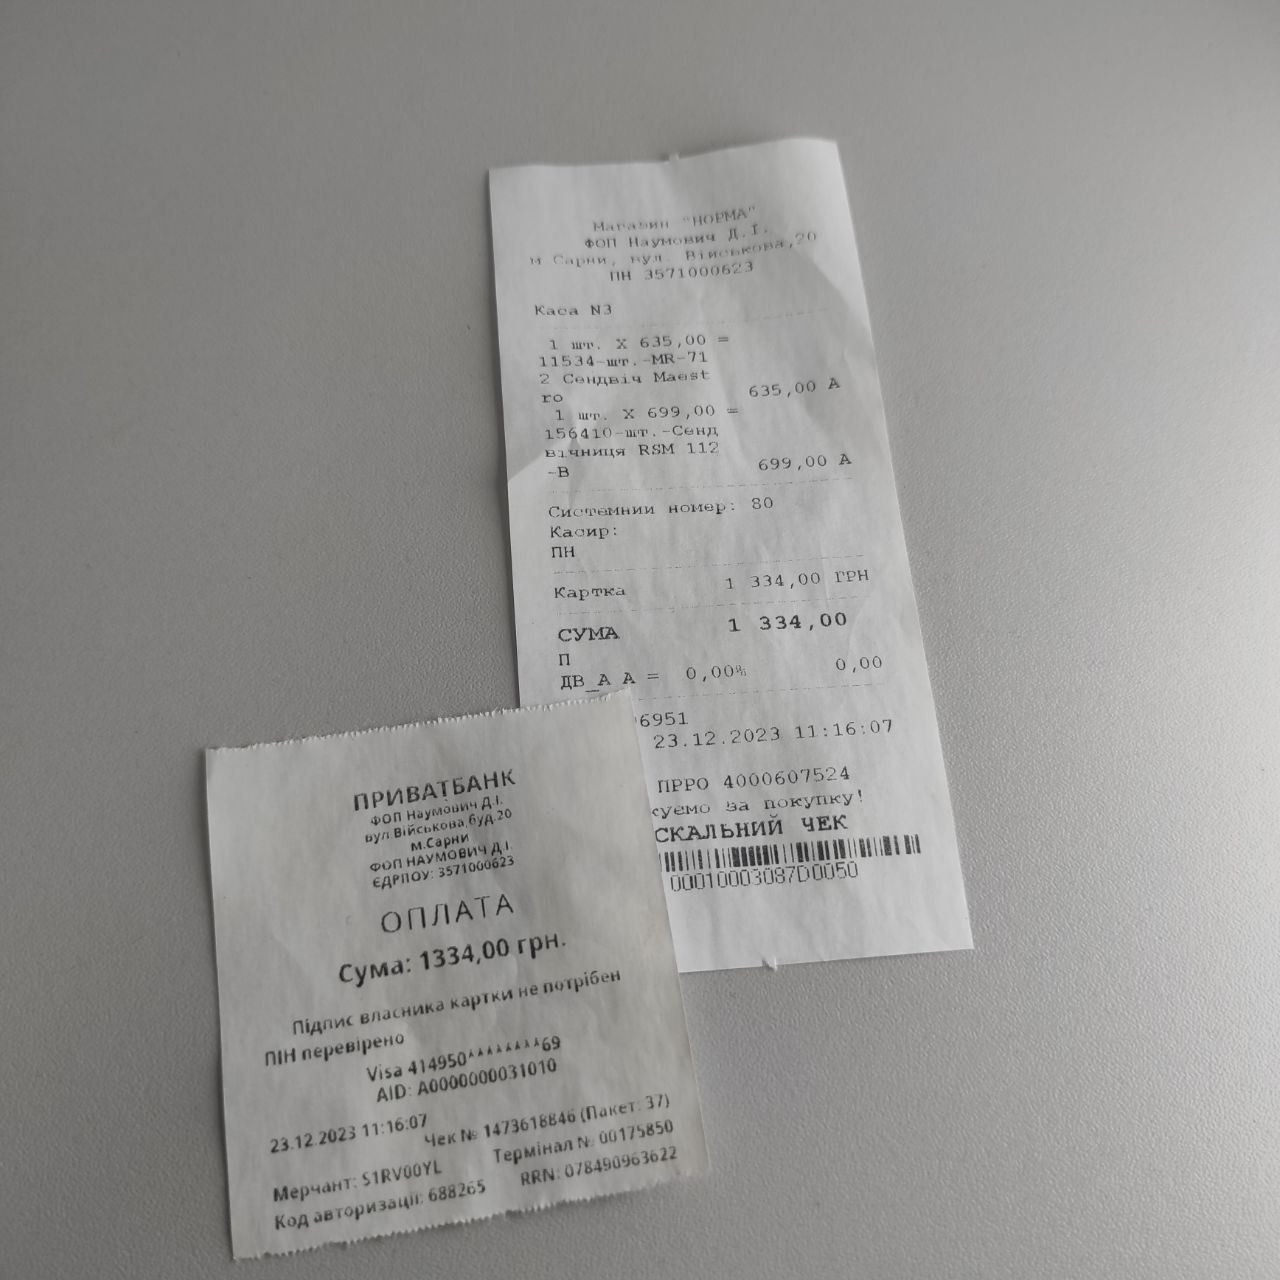 Магазин "НОРМА"
ФОП Наумович Д.І.
м Сарни, вул. Військова,20
ПН 3571000623
Каса N3
1 шт. X 635,00 =
11534-шт.-MR-71
2 Сендвіч Maest
ro 635,00 А
1 шт. X 699,00 =
156410-шт.-Сенд
вічниця RSM 112
-B 699,00 А
Системний номер: 80
Касир:
ПН
Картка 1 334,00 ГРН
СУМА 1 334,00
П
ДВ_А А = 0,00% 0,00
6951
23.12.2023 11:16:07
ПРРО 4000607524
куємо за покупку!
СКАЛЬНИЙ ЧЕК
00010003087D0050
ПРИВАТБАНК
ФОП Наумович Д.І.
вул.Військова,буд.20
м.Сарни
ФОП НАУМОВИЧ Д.І.
ЄДРПОУ: 3571000623
ОПЛАТА
Сума: 1334,00 грн.
Підпис власника картки не потрібен
ПІН перевірено
Visa 414950********69
AID: A0000000031010
23.12.2023 11:16:07
Чек № 1473618846 (Пакет: 37)
Мерчант: S1RV00YL Термінал №: 00175850
Код авторизації: 688265 RRN: 078490963622